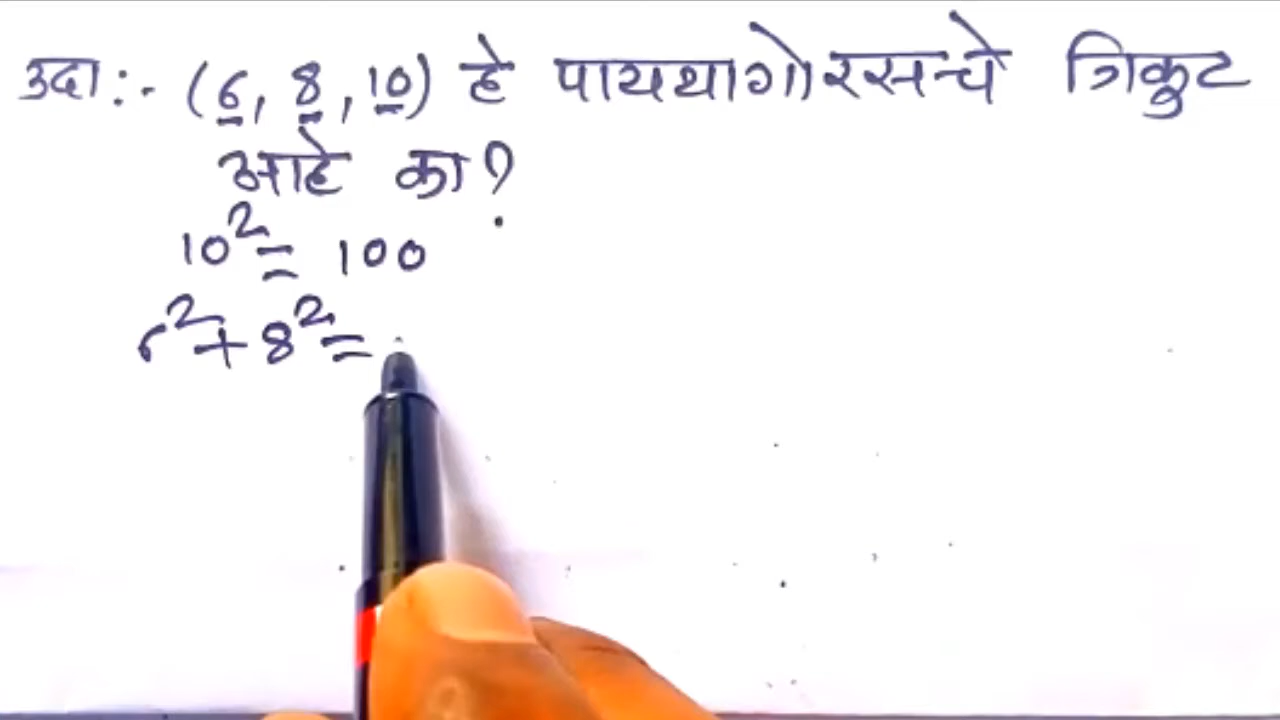 उदा:- (6, 8, 10) हे पायथागोरसचे त्रिकुट
आहे का?
10² = 100
6² + 8² =